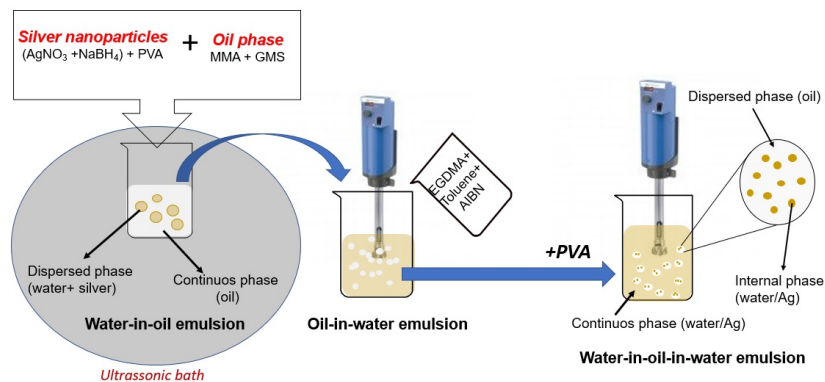 Silver nanoparticles + Oil phase
(AgNO₃ +NaBH₄) + PVA MMA + GMS
Dispersed phase
(water+ silver)
Continuos phase
(oil)
Water-in-oil emulsion
Ultrassonic bath
EGDMA+
Toluene+
AIBN
Oil-in-water emulsion
+PVA
Dispersed phase (oil)
Internal phase
(water/Ag)
Continuos phase (water/Ag)
Water-in-oil-in-water emulsion